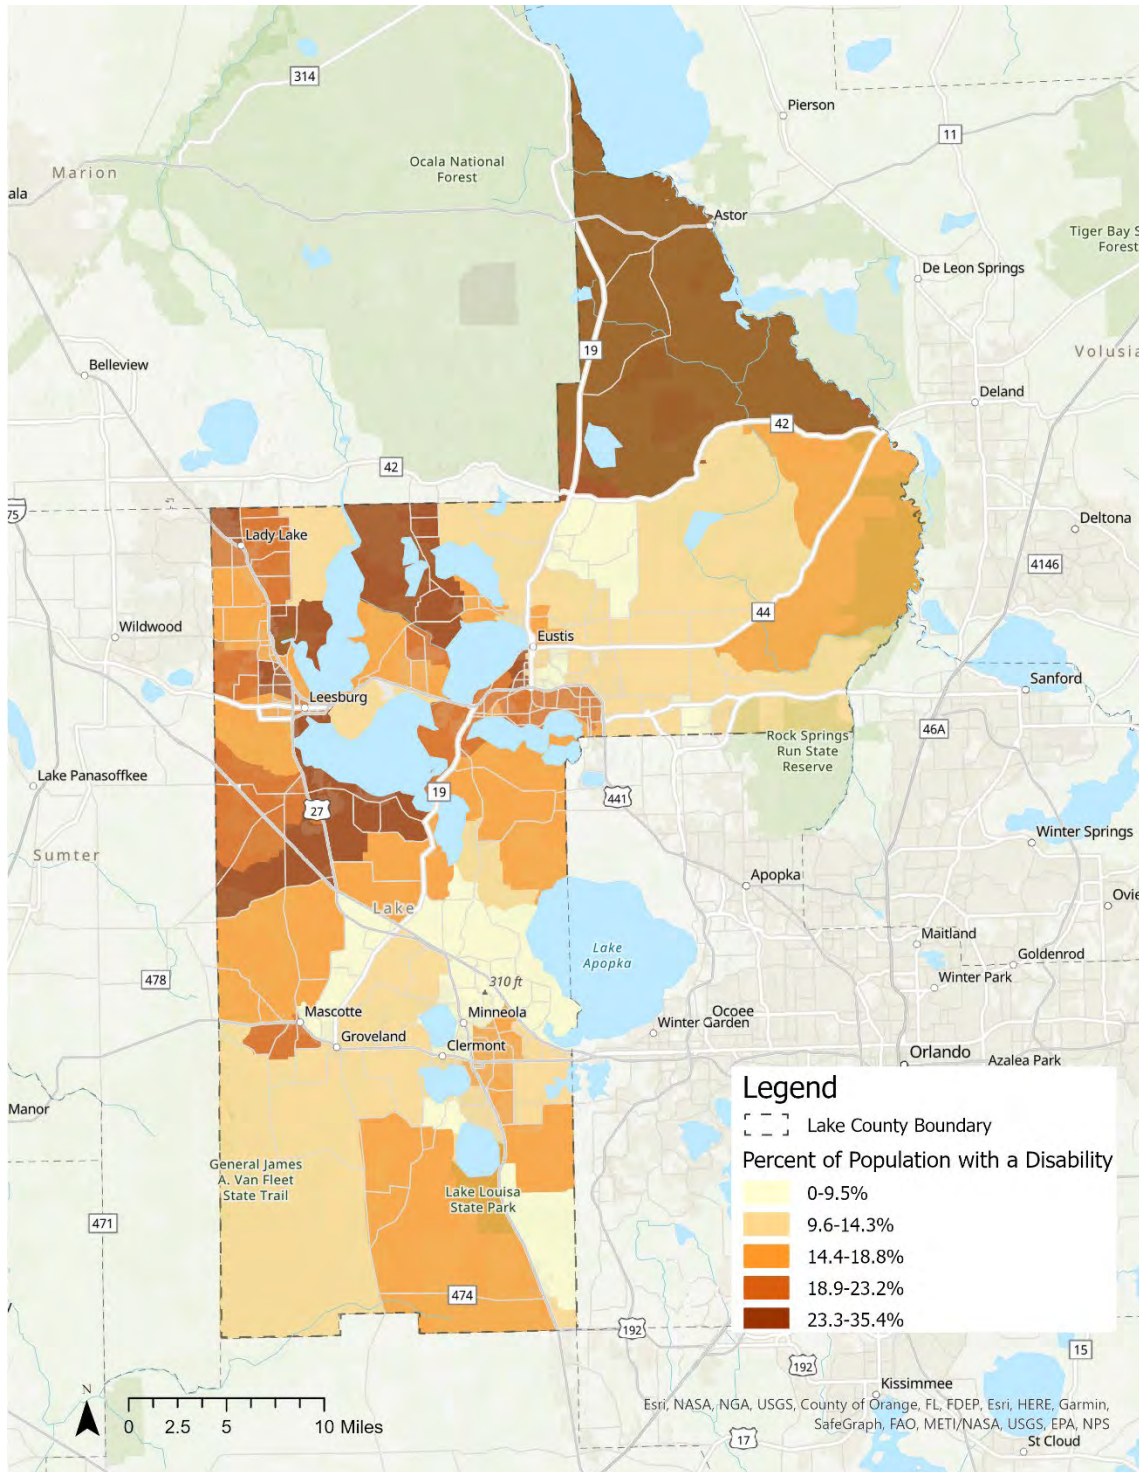 314
Pierson
11
Ocala National
Forest
Marion
ala
Astor
Tiger Bay S
Forest
De Leon Springs
19
Belleview
Volusia
Deland
42
42
75
Lady Lake
Deltona
4146
44
Wildwood
Eustis
Sanford
Leesburg
46A
Rock Springs
Run State
Reserve
Lake Panasoffkee
19
441
27
Winter Springs
Sumter
Apopka
Ovie
Lake
Maitland
Lake
Apopka
Goldenrod
478
310 ft
Winter Park
Mascotte
Minneola
Ocoee
Winter Garden
Groveland
Clermont
Orlando
Azalea Park
Manor
Legend
Lake County Boundary
Percent of Population with a Disability
0-9.5%
9.6-14.3%
14.4-18.8%
18.9-23.2%
23.3-35.4%
General James
A. Van Fleet
State Trail
Lake Louisa
State Park
471
474
y
192
15
192
N
Kissimmee
0 2.5 5 10 Miles
Esri, NASA, NGA, USGS, County of Orange, FL, FDEP, Esri, HERE, Garmin,
SafeGraph, FAO, METI/NASA, USGS, EPA, NPS
17
St Cloud